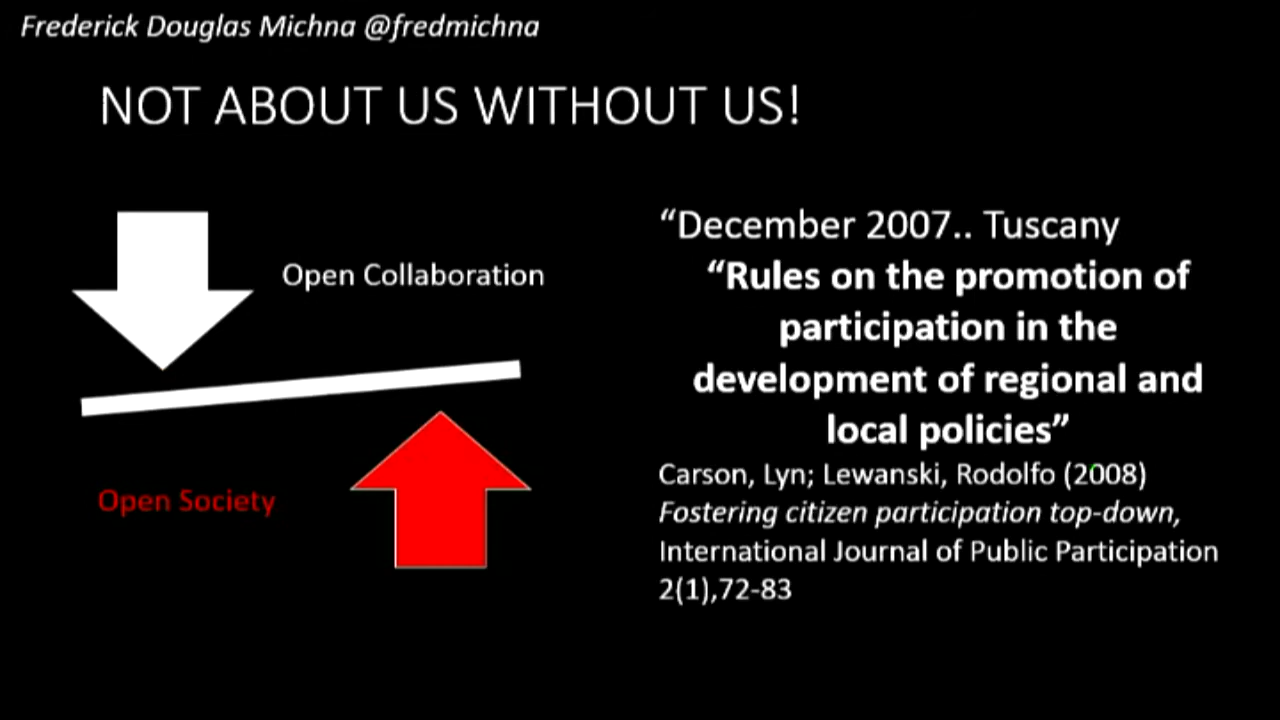 Frederick Douglas Michna @fredmichna
NOT ABOUT US WITHOUT US!
Open Collaboration
Open Society
“December 2007.. Tuscany
“Rules on the promotion of
participation in the
development of regional and
local policies”
Carson, Lyn; Lewanski, Rodolfo (2008)
Fostering citizen participation top-down,
International Journal of Public Participation
2(1),72-83